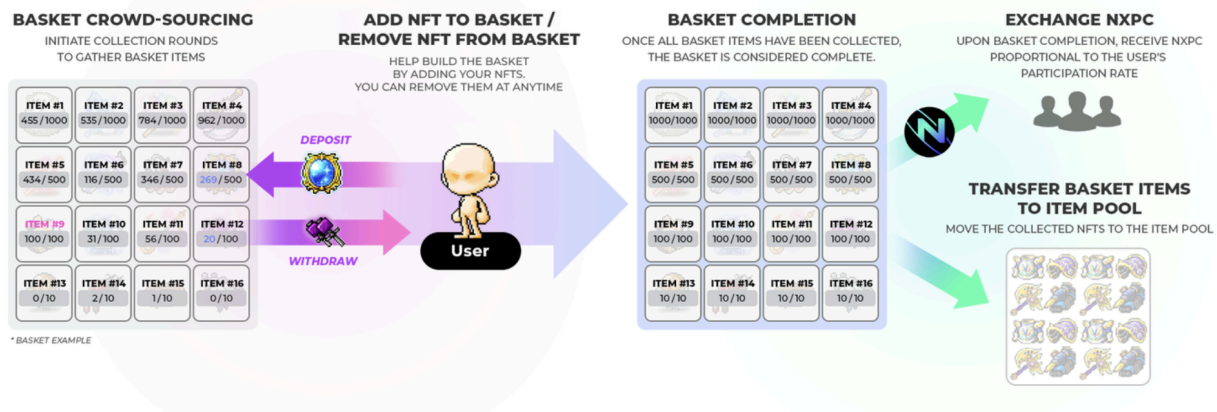 BASKET CROWD-SOURCING
INITIATE COLLECTION ROUNDS
TO GATHER BASKET ITEMS
ITEM #1 ITEM #2 ITEM #3 ITEM #4
455/1000 535/1000 784/1000 962/1000
ITEM #5 ITEM #6 ITEM #7 ITEM #8
434/500 116/500 346/500 269/500
ITEM #9 ITEM #10 ITEM #11 ITEM #12
100/100 31/100 56/100 20/100
ITEM #13 ITEM #14 ITEM #15 ITEM #16
0/10 2/10 1/10 0/10
* BASKET EXAMPLE
ADD NFT TO BASKET /
REMOVE NFT FROM BASKET
HELP BUILD THE BASKET
BY ADDING YOUR NFTS.
YOU CAN REMOVE THEM AT ANYTIME
DEPOSIT
WITHDRAW
User
BASKET COMPLETION
ONCE ALL BASKET ITEMS HAVE BEEN COLLECTED,
THE BASKET IS CONSIDERED COMPLETE.
ITEM #1 ITEM #2 ITEM #3 ITEM #4
1000/1000 1000/1000 1000/1000 1000/1000
ITEM #5 ITEM #6 ITEM #7 ITEM #8
500/500 500/500 500/500 500/500
ITEM #9 ITEM #10 ITEM #11 ITEM #12
100/100 100/100 100/100 100/100
ITEM #13 ITEM #14 ITEM #15 ITEM #16
10/10 10/10 10/10 10/10
N
EXCHANGE NXPC
UPON BASKET COMPLETION, RECEIVE NXPC
PROPORTIONAL TO THE USER'S
PARTICIPATION RATE
TRANSFER BASKET ITEMS
TO ITEM POOL
MOVE THE COLLECTED NFTS TO THE ITEM POOL